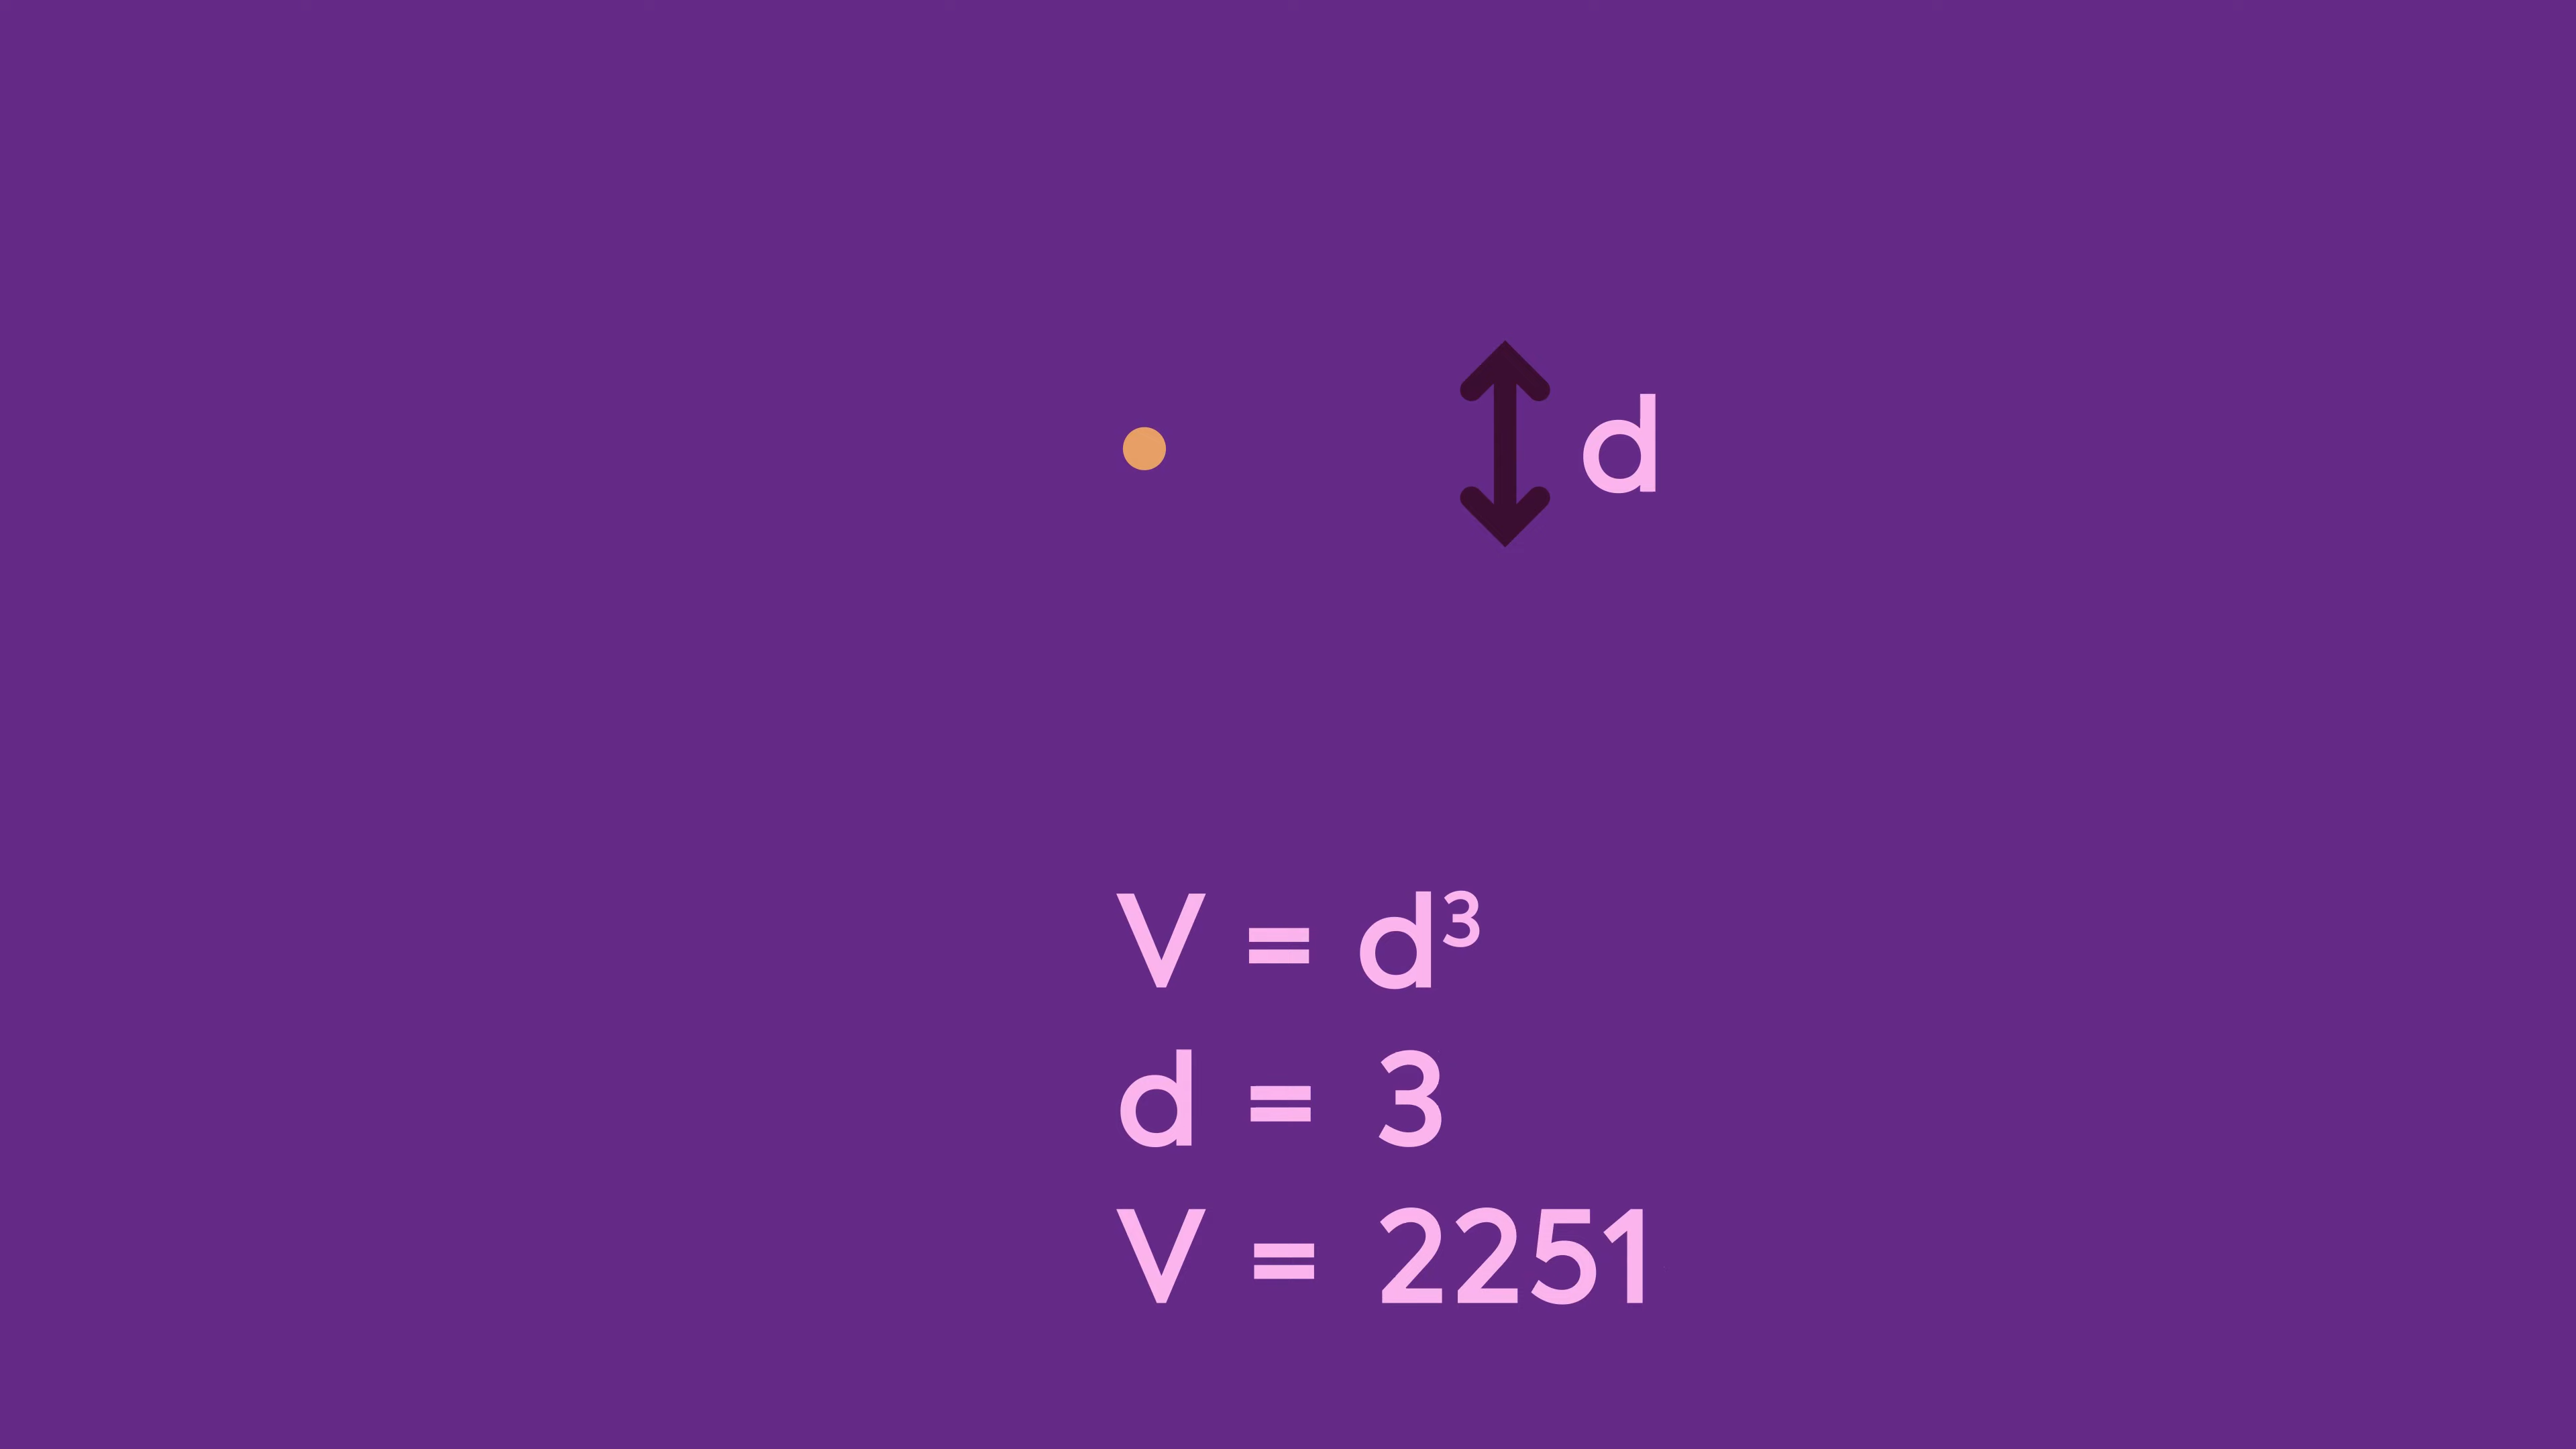 d
V = d³
d = 3
V = 2251